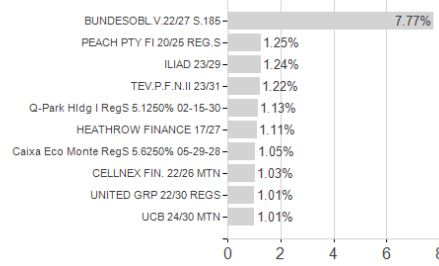 BUNDESOBL.V.22/27 S.185 7.77%
PEACH PTY FI 20/25 REG.S 1.25%
ILIAD 23/29 1.24%
TEV.P.F.N.II 23/31 1.22%
Q-Park Hldg I RegS 5.1250% 02-15-30 1.13%
HEATHROW FINANCE 17/27 1.11%
Caixa Eco Monte RegS 5.6250% 05-29-28 1.05%
CELLNEX FIN. 22/26 MTN 1.03%
UNITED GRP 22/30 REGS 1.01%
UCB 24/30 MTN 1.01%
0 2 4 6 8